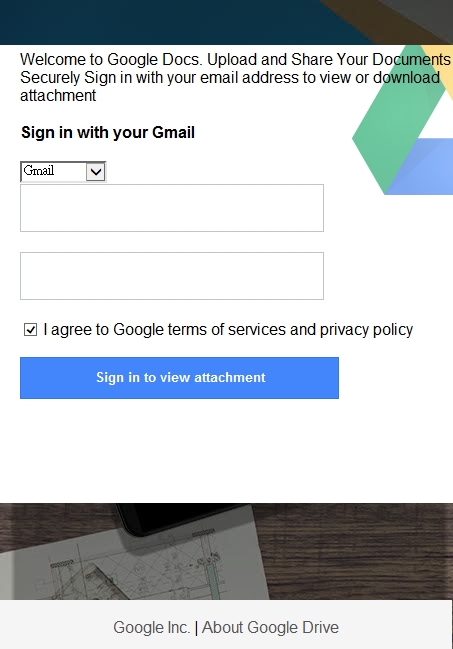 Welcome to Google Docs. Upload and Share Your Documents
Securely Sign in with your email address to view or download
attachment
Sign in with your Gmail
Gmail
I agree to Google terms of services and privacy policy
Sign in to view attachment
Google Inc. | About Google Drive